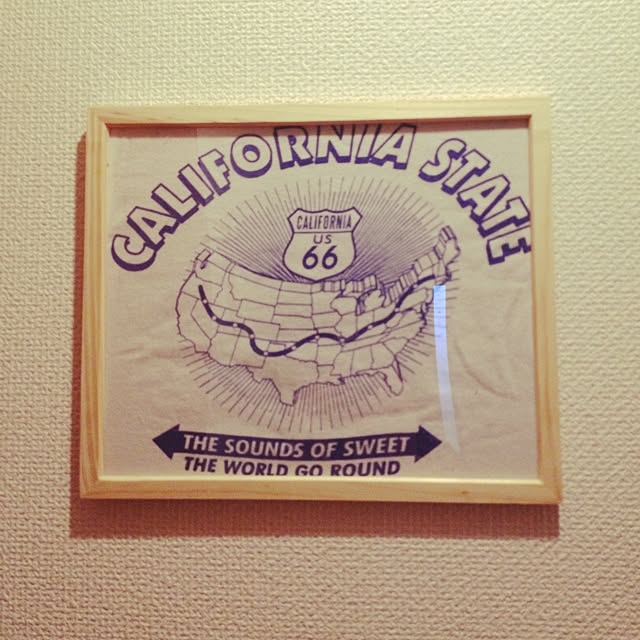 CALIFORNIA STATE
CALIFORNIA
US
66
THE SOUNDS OF SWEET
THE WORLD GO ROUND